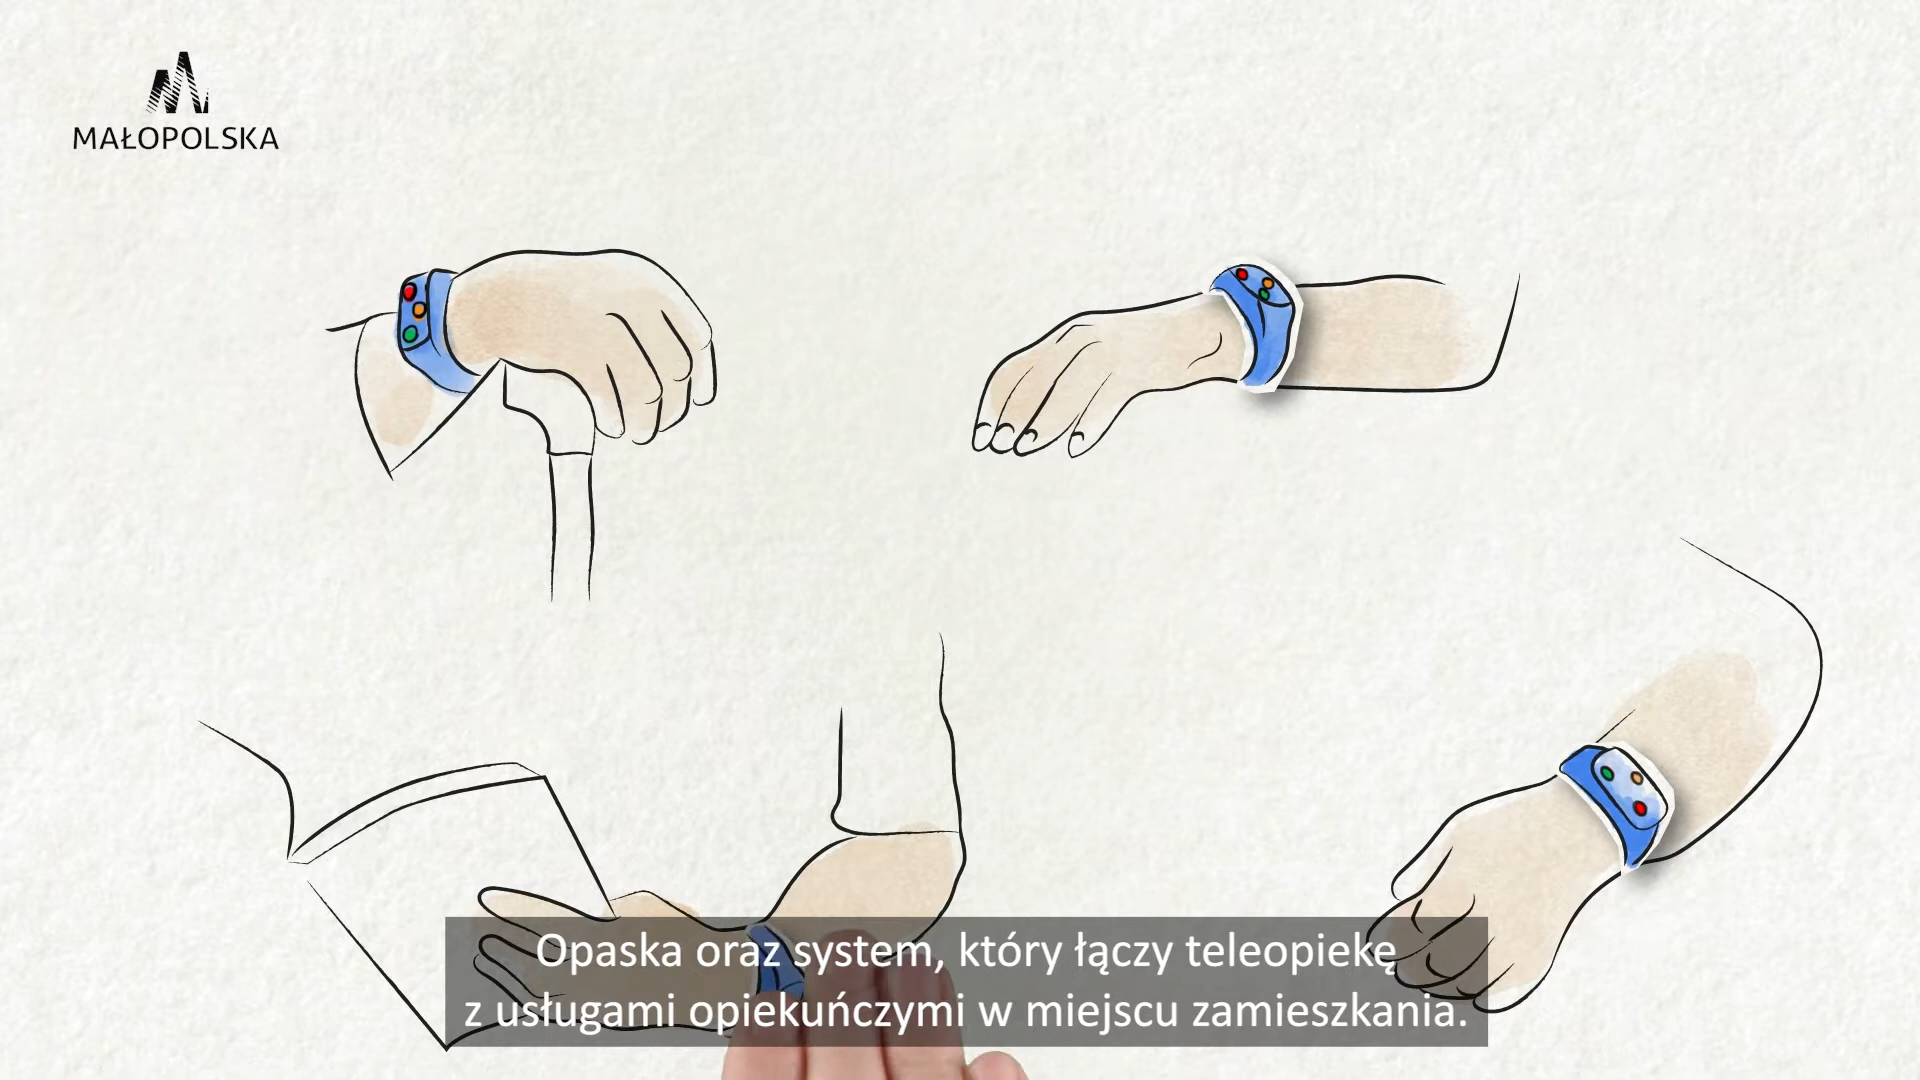 MAŁOPOLSKA
Opaska oraz system, który łączy teleopiekę
z usługami opiekuńczymi w miejscu zamieszkania.